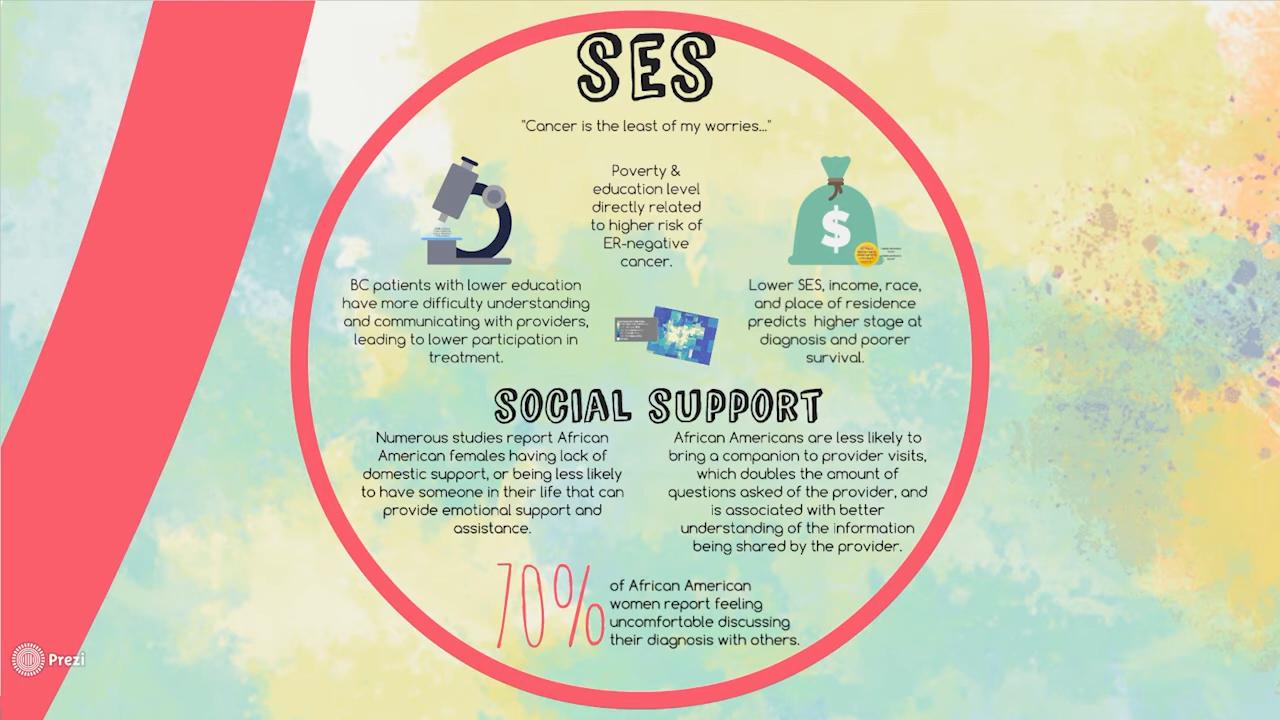 SES
"Cancer is the least of my worries..."
Poverty &
education level
directly related
to higher risk of
ER-negative
cancer.
$
BC patients with lower education
have more difficulty understanding
and communicating with providers,
leading to lower participation in
treatment.
Lower SES, income, race,
and place of residence
predicts higher stage at
diagnosis and poorer
survival.
SOCIAL SUPPORT
Numerous studies report African
American females having lack of
domestic support, or being less likely
to have someone in their life that can
provide emotional support and
assistance.
African Americans are less likely to
bring a companion to provider visits,
which doubles the amount of
questions asked of the provider, and
is associated with better
understanding of the information
being shared by the provider.
70%
of African American
women report feeling
uncomfortable discussing
their diagnosis with others.
Prezi